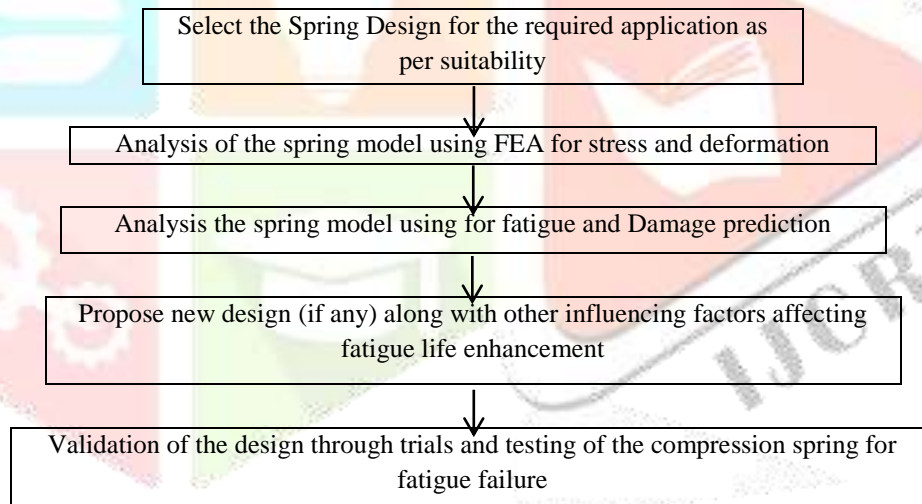 Select the Spring Design for the required application as
per suitability
Analysis of the spring model using FEA for stress and deformation
Analysis the spring model using for fatigue and Damage prediction
Propose new design (if any) along with other influencing factors affecting
fatigue life enhancement
Validation of the design through trials and testing of the compression spring for
fatigue failure